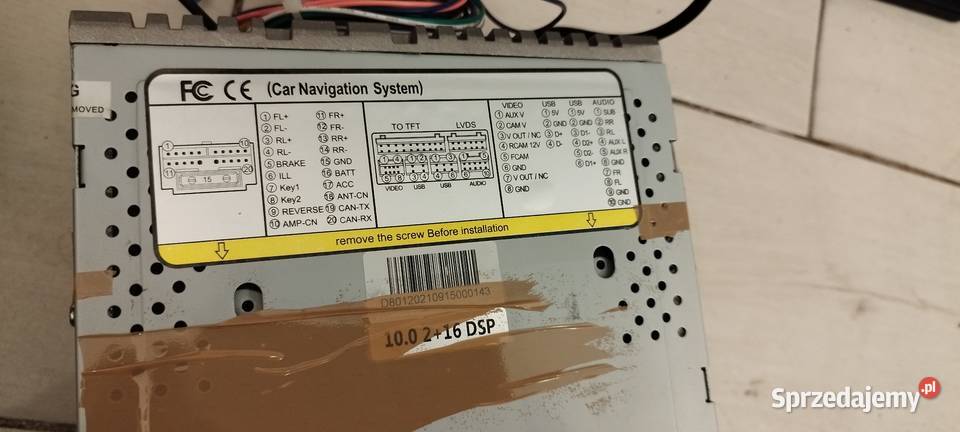 G
MOVED
FC CE (Car Navigation System)
1 FL+
2 FL-
3 RL+
4 RL-
5 BRAKE
6 ILL
7 Key1
8 Key2
9 REVERSE
10 AMP-CN
11 FR+
12 FR-
13 RR+
14 RR-
15 GND
16 BATT
17 ACC
18 ANT-CN
19 CAN-TX
20 CAN-RX
1 10
11 15 20
TO TFT LVDS
VIDEO USB USB AUDIO
VIDEO
1 AUX V
2 CAM V
3 V OUT / NC
4 RCAM 12V
5 FCAM
6 GND
7 V OUT / NC
8 GND
USB
1 5V
2 GND
3 D+
4 D-
USB
1 5V
2 GND
3 D1-
4 D2+
5 D2-
6 D1+
AUDIO
1 SUB
2 RR
3 RL
4 AUX L
5 AUX R
6 GND
7 FR
8 FL
9 GND
10 GND
remove the screw Before installation
D80120210915000143
10.0 2+16 DSP
Sprzedajemy.pl